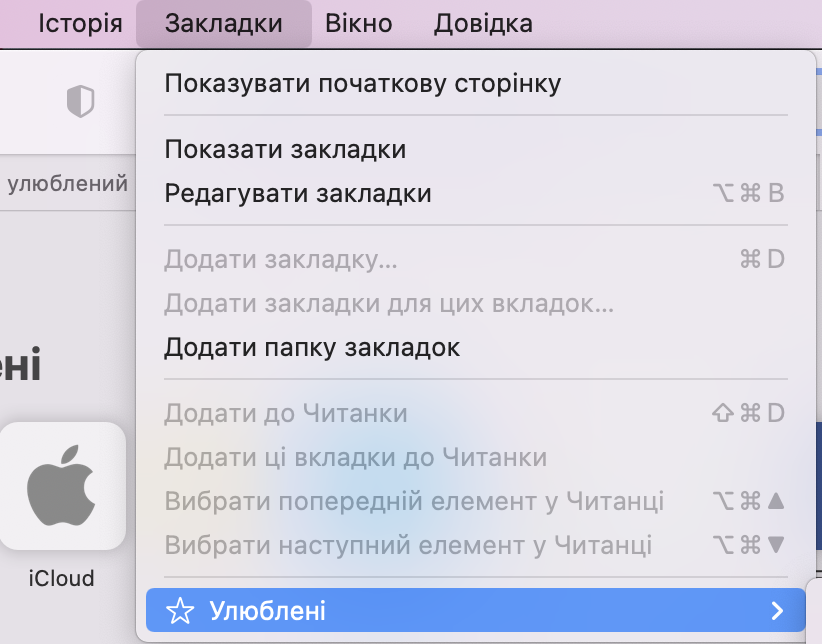 Історія Закладки Вікно Довідка
Показувати початкову сторінку
Показати закладки
улюблений
Редагувати закладки ⌥⌘B
Додати закладку... ⌘D
Додати закладки для цих вкладок...
Додати папку закладок
ені
Додати до Читанки ⇧⌘D
Додати ці вкладки до Читанки
Вибрати попередній елемент у Читанці ⌥⌘▲
Вибрати наступний елемент у Читанці ⌥⌘▼
iCloud
Улюблені